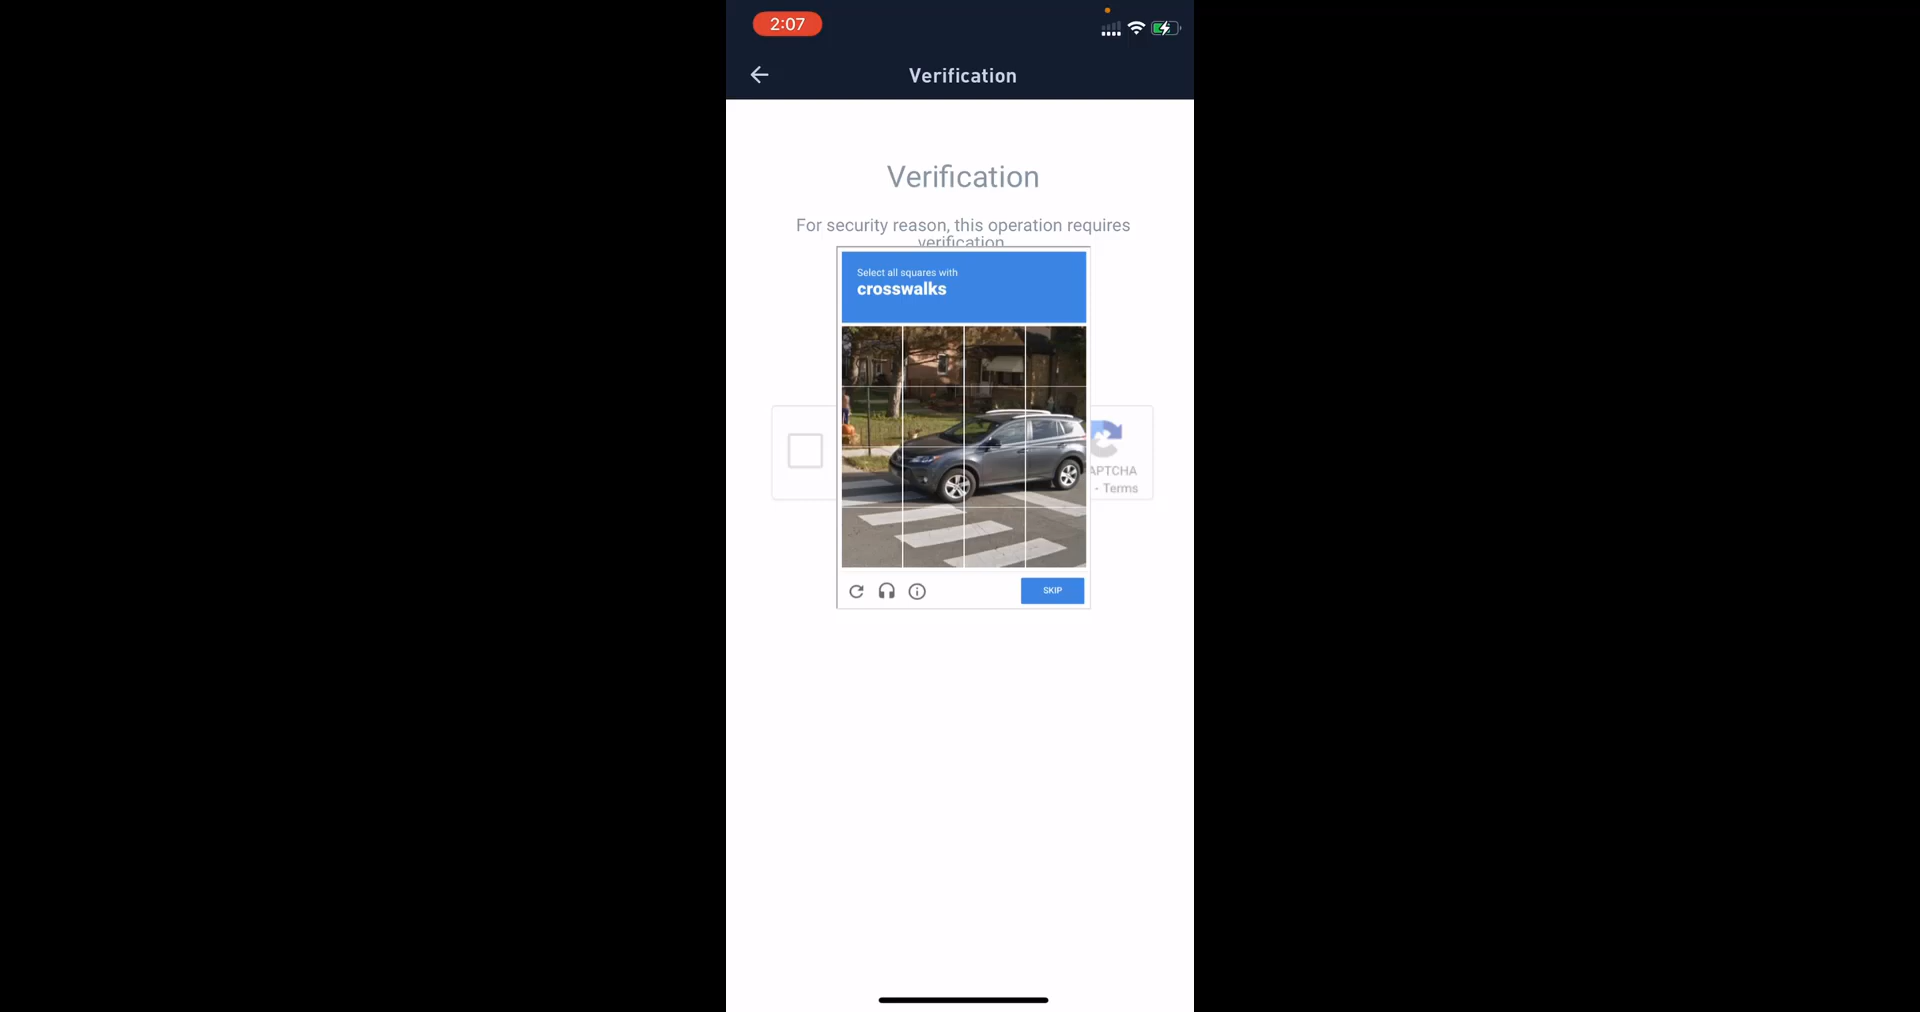 2:07
Verification
Verification
For security reason, this operation requires
verification
Select all squares with
crosswalks
APTCHA
- Terms
SKIP